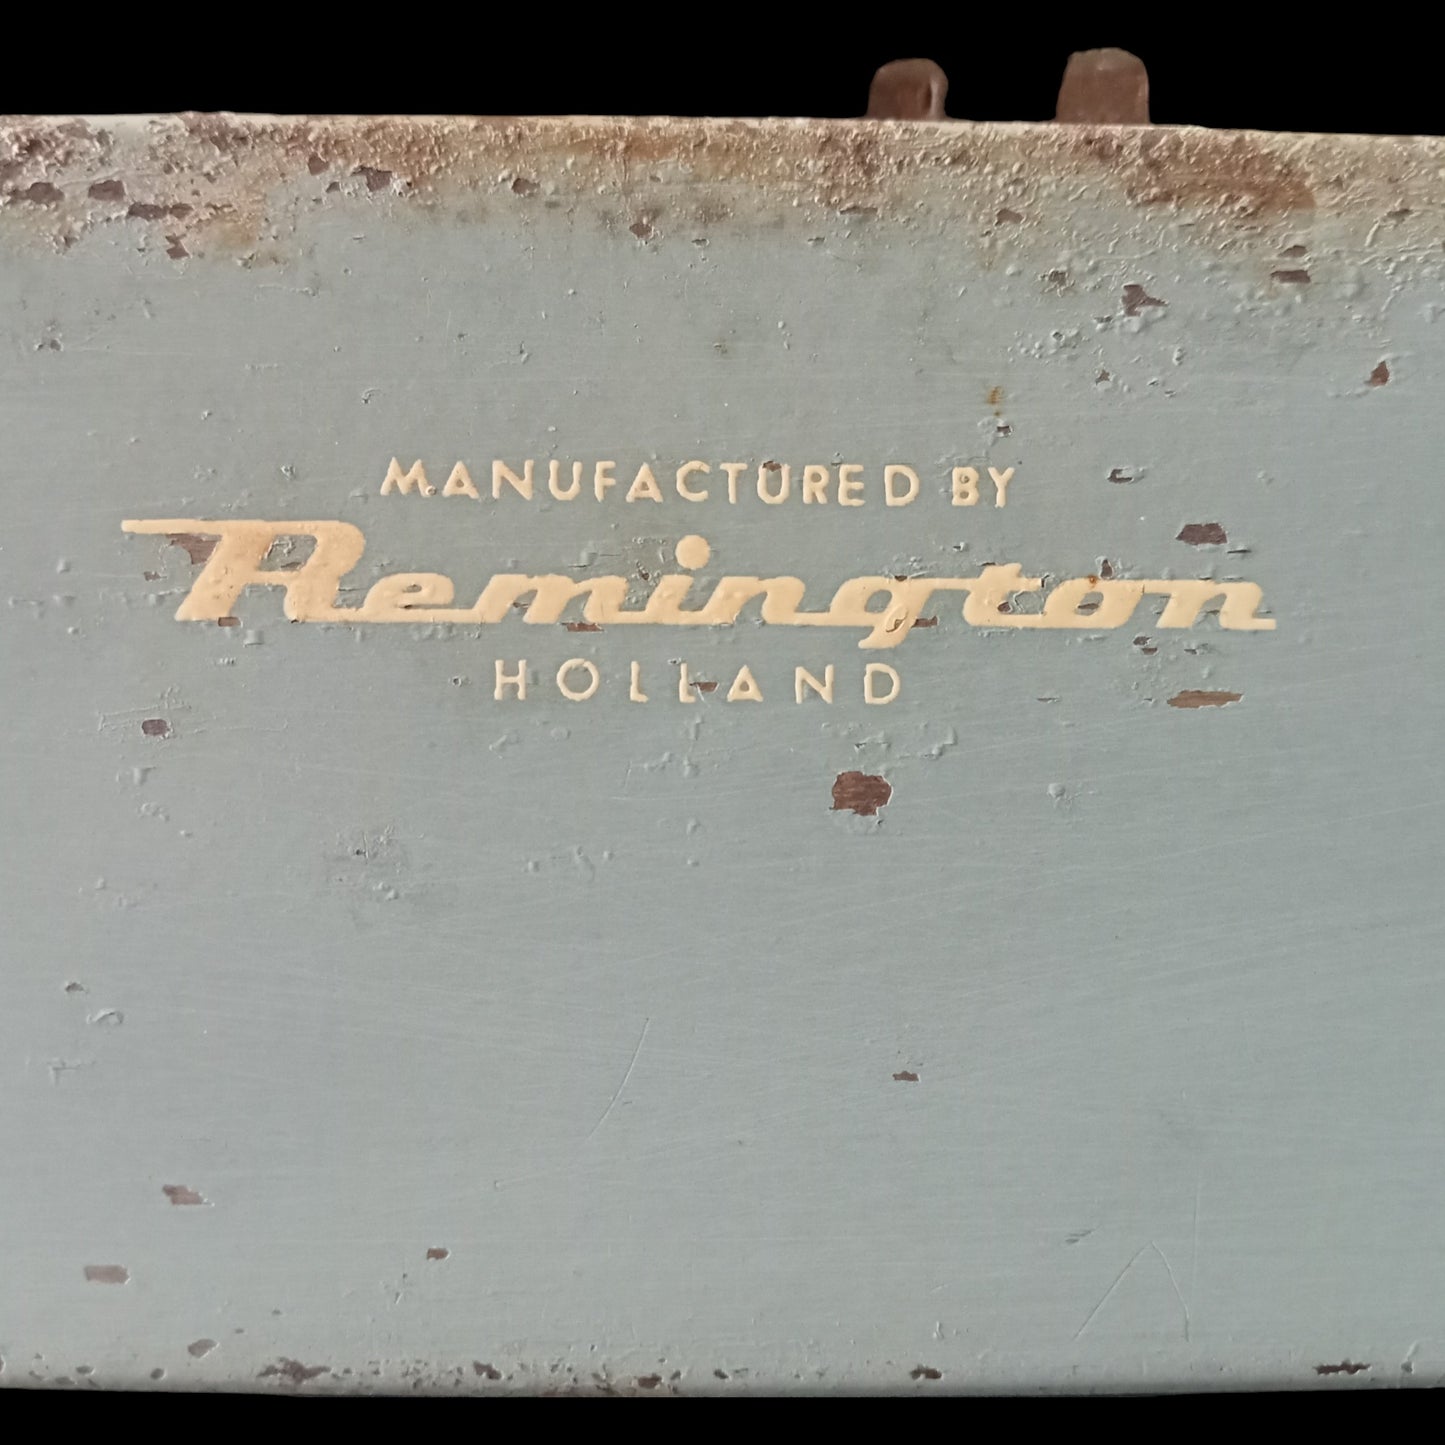 MANUFACTURED BY
Remington
HOLLAND